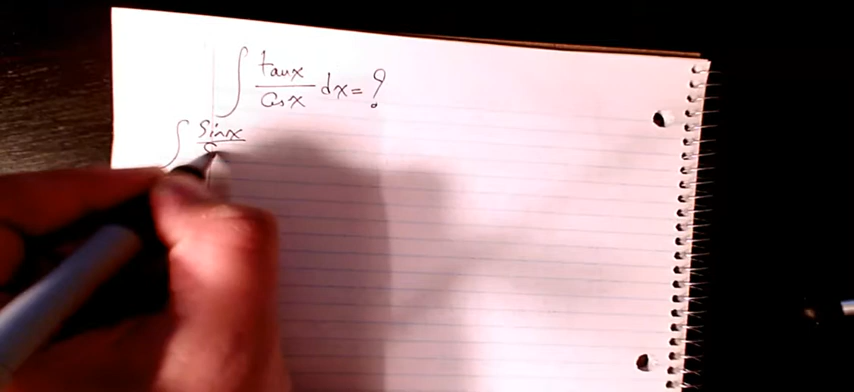 ∫ tanx/cosx dx = ?
∫ sinx/